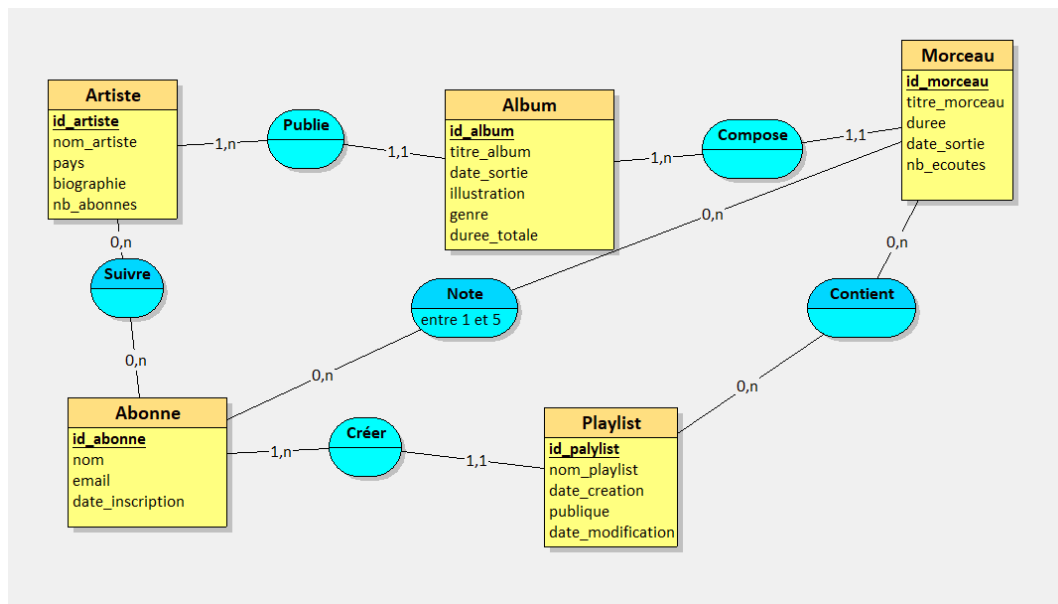 Artiste
id_artiste
nom_artiste
pays
biographie
nb_abonnes
1,n
Publie
1,1
Album
id_album
titre_album
date_sortie
illustration
genre
duree_totale
1,n
Compose
1,1
Morceau
id_morceau
titre_morceau
duree
date_sortie
nb_ecoutes
0,n
Suivre
0,n
0,n
Note
entre 1 et 5
0,n
0,n
Contient
0,n
Abonne
id_abonne
nom
email
date_inscription
1,n
Créer
1,1
Playlist
id_palylist
nom_playlist
date_creation
publique
date_modification